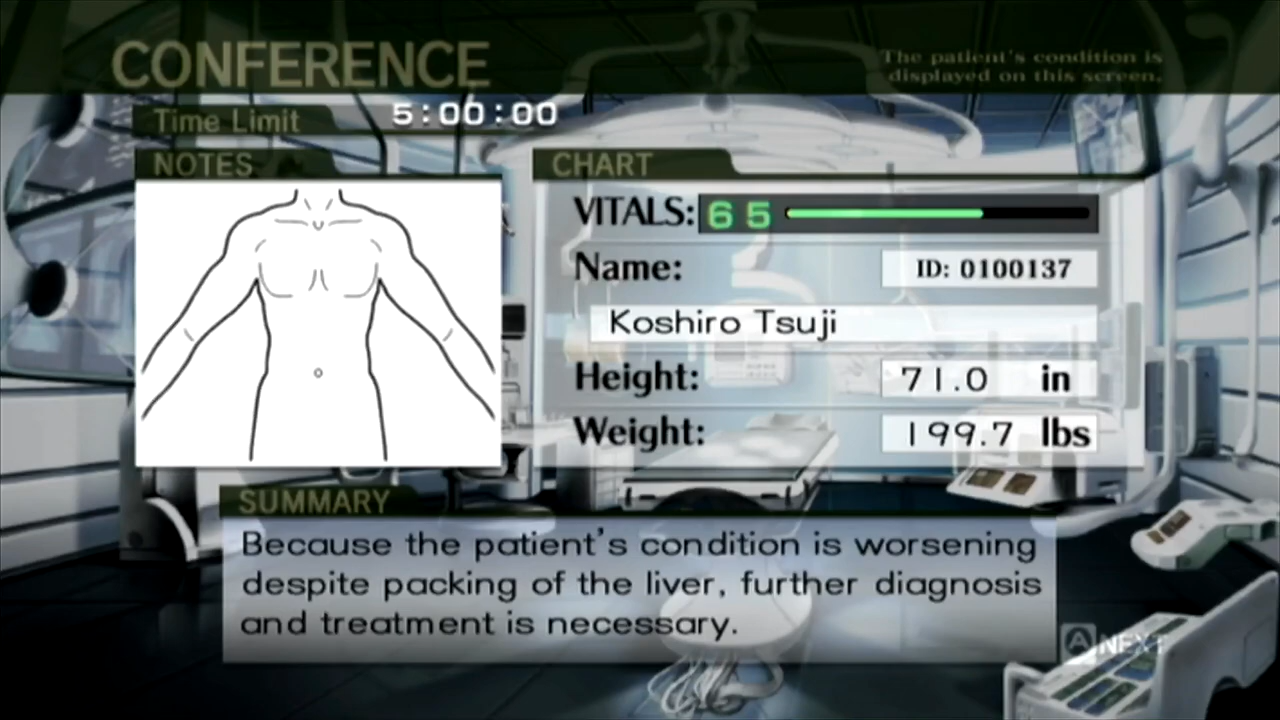 CONFERENCE
The patient's condition is
displayed on this screen.
Time Limit 5:00:00
NOTES
CHART
VITALS: 65
Name: ID: 0100137
Koshiro Tsuji
Height: 71.0 in
Weight: 199.7 lbs
SUMMARY
Because the patient's condition is worsening
despite packing of the liver, further diagnosis
and treatment is necessary.
A NEXT